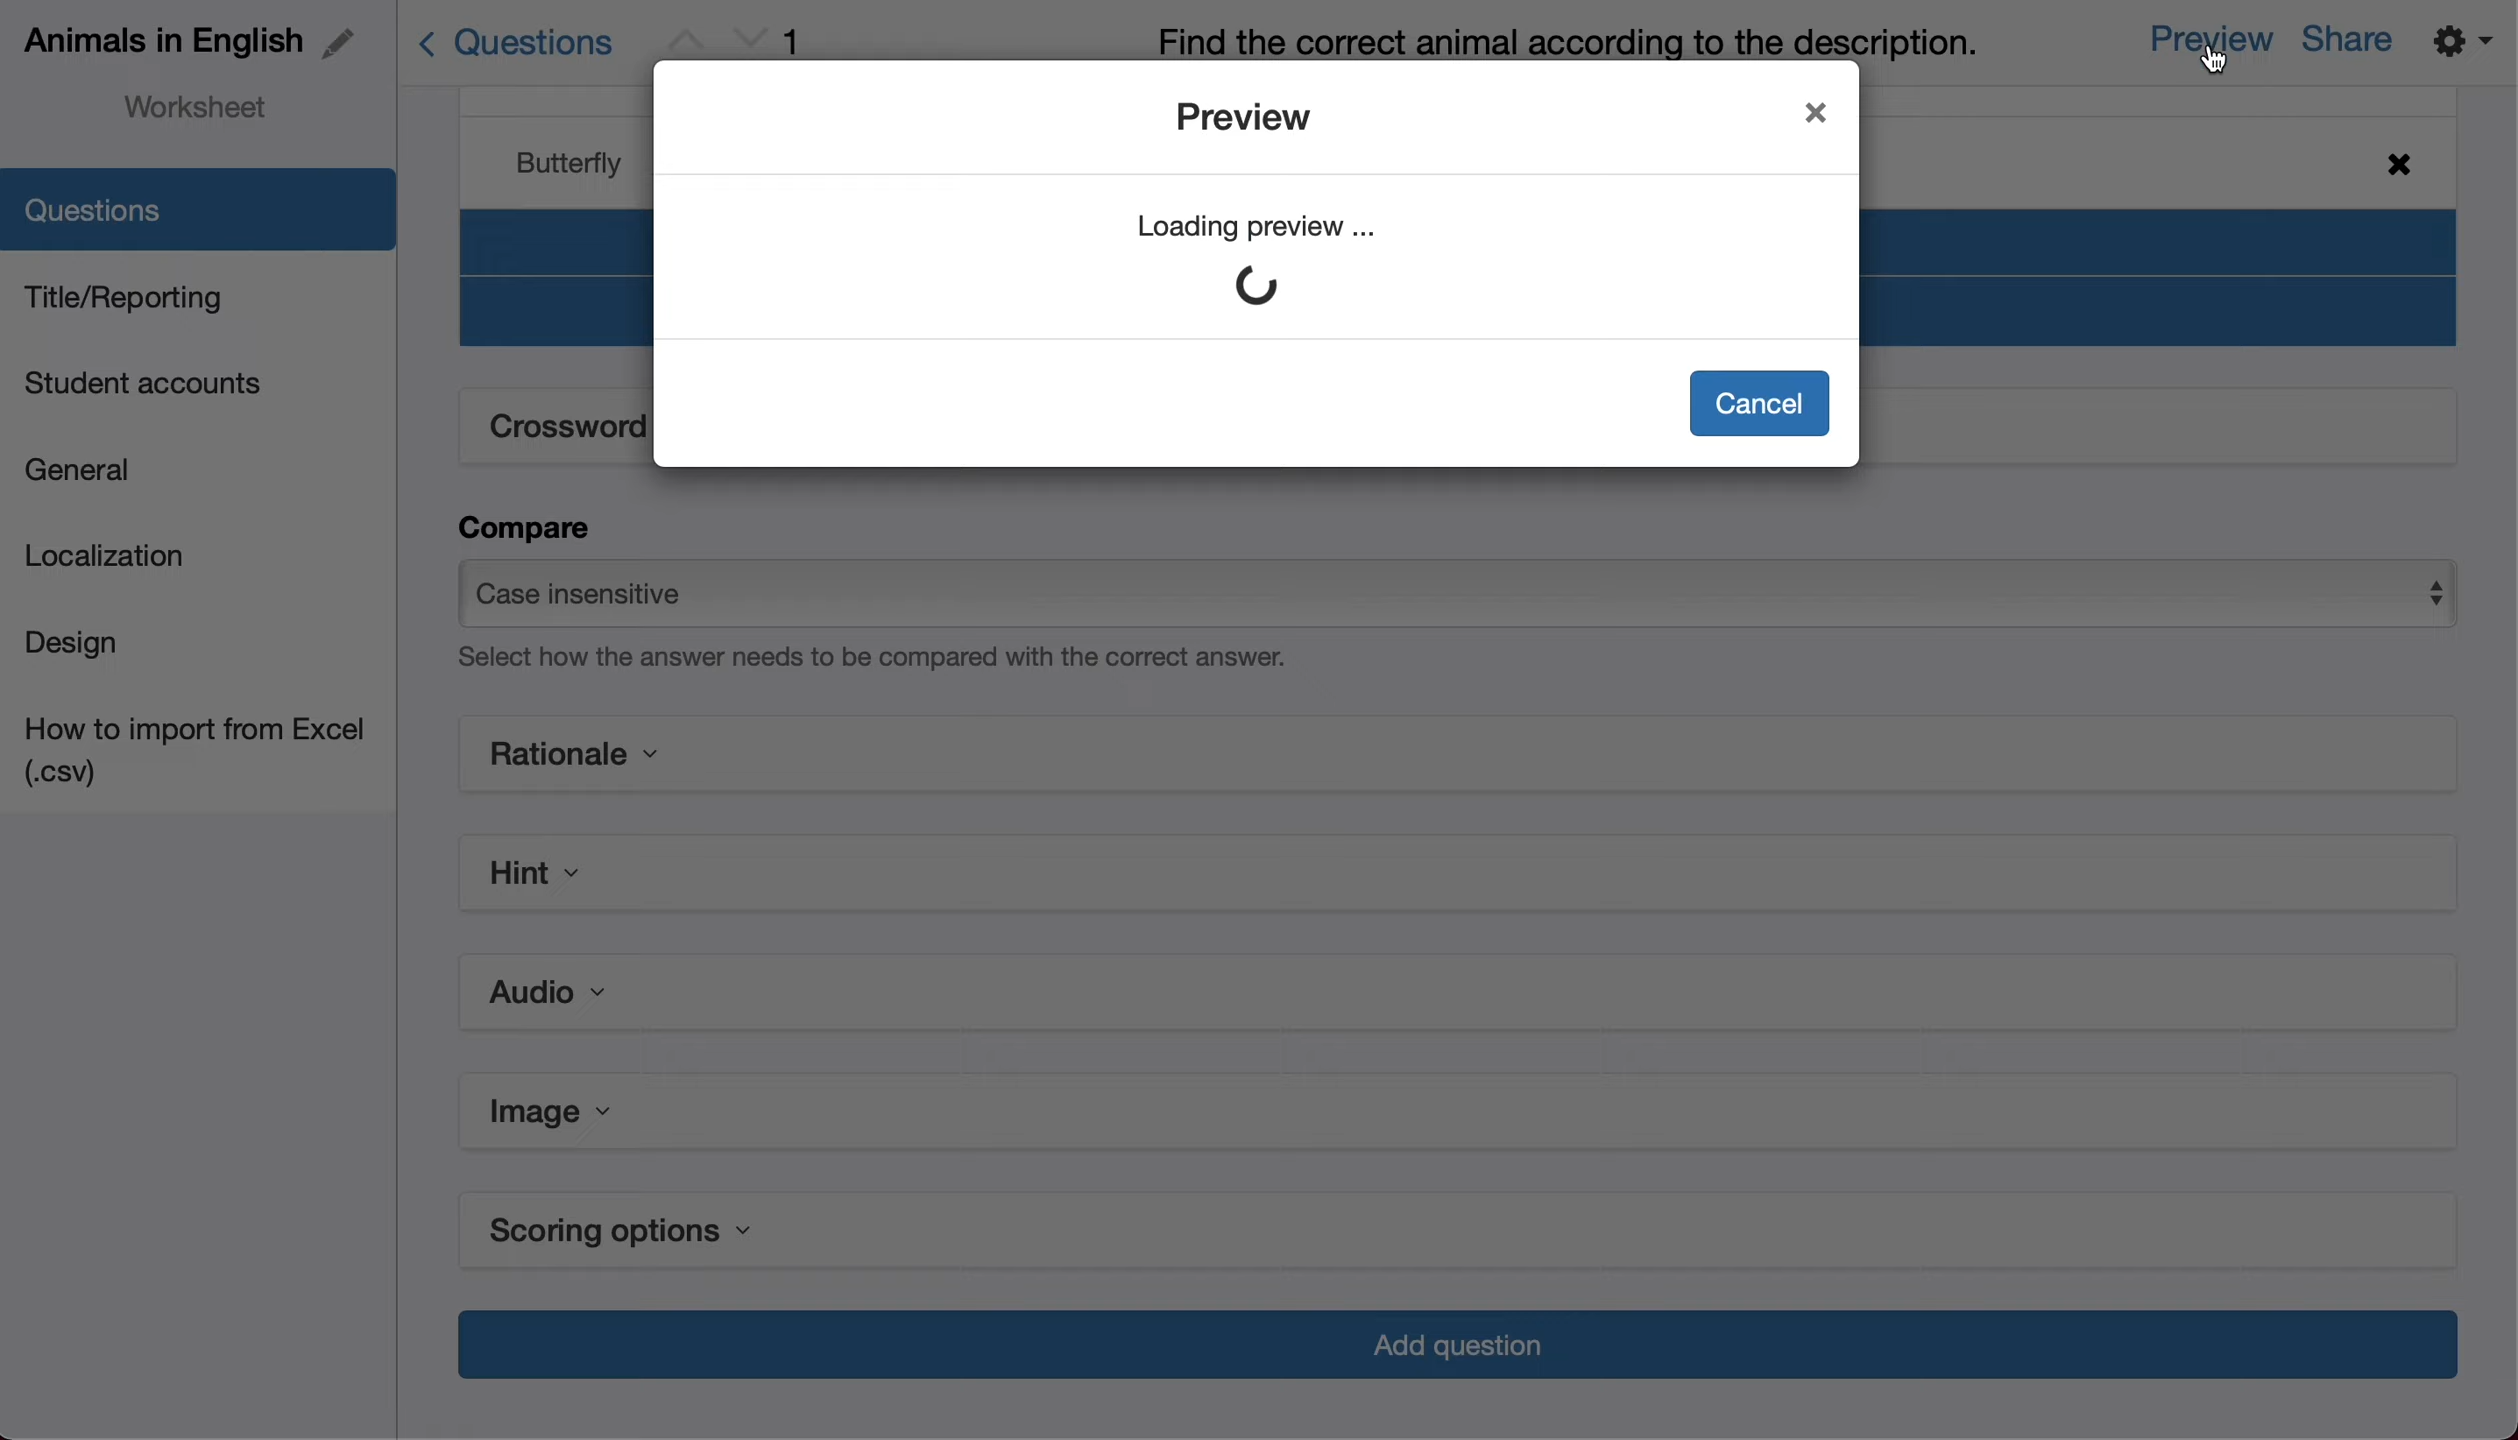 Animals in English
Worksheet
Questions
Title/Reporting
Student accounts
General
Localization
Design
How to import from Excel
(.csv)
Questions
1
Find the correct animal according to the description.
Preview
Share
Preview
×
Loading preview ...
Cancel
Butterfly
Crossword
Compare
Case insensitive
Select how the answer needs to be compared with the correct answer.
Rationale
Hint
Audio
Image
Scoring options
Add question